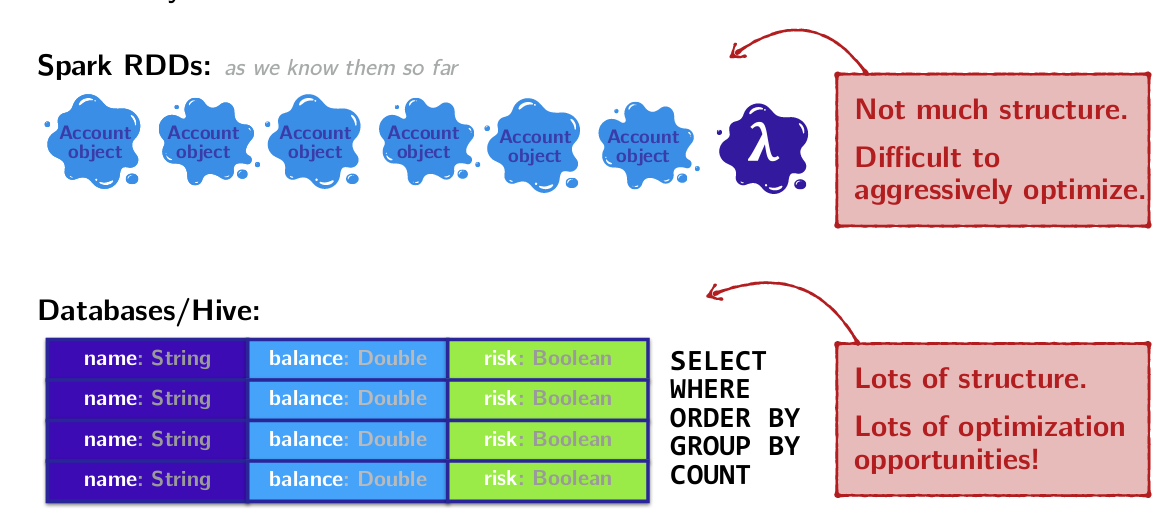 Spark RDDs: as we know them so far
Account object
Account object
Account object
Account object
Account object
Account object
λ
Not much structure.
Difficult to
aggressively optimize.
Databases/Hive:
name: String balance: Double risk: Boolean
name: String balance: Double risk: Boolean
name: String balance: Double risk: Boolean
name: String balance: Double risk: Boolean
SELECT
WHERE
ORDER BY
GROUP BY
COUNT
Lots of structure.
Lots of optimization
opportunities!